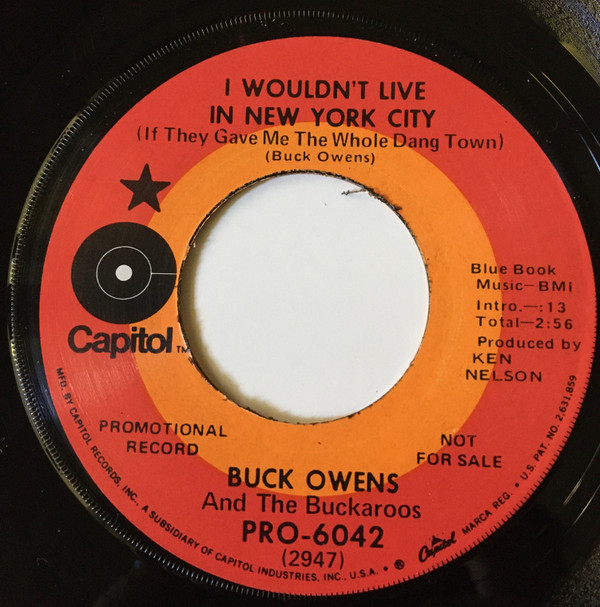 I WOULDN'T LIVE
IN NEW YORK CITY
(If They Gave Me The Whole Dang Town)
(Buck Owens)
Capitol TM
Blue Book
Music-BMI
Intro.-:13
Total-2:56
Produced by
KEN
NELSON
PROMOTIONAL
RECORD
NOT
FOR SALE
BUCK OWENS
And The Buckaroos
PRO-6042
(2947)
MFD. BY CAPITOL RECORDS, INC., A SUBSIDIARY OF CAPITOL INDUSTRIES, INC., U.S.A. • ® Capitol MARCA REG. • U.S. PAT. NO. 2,631,859